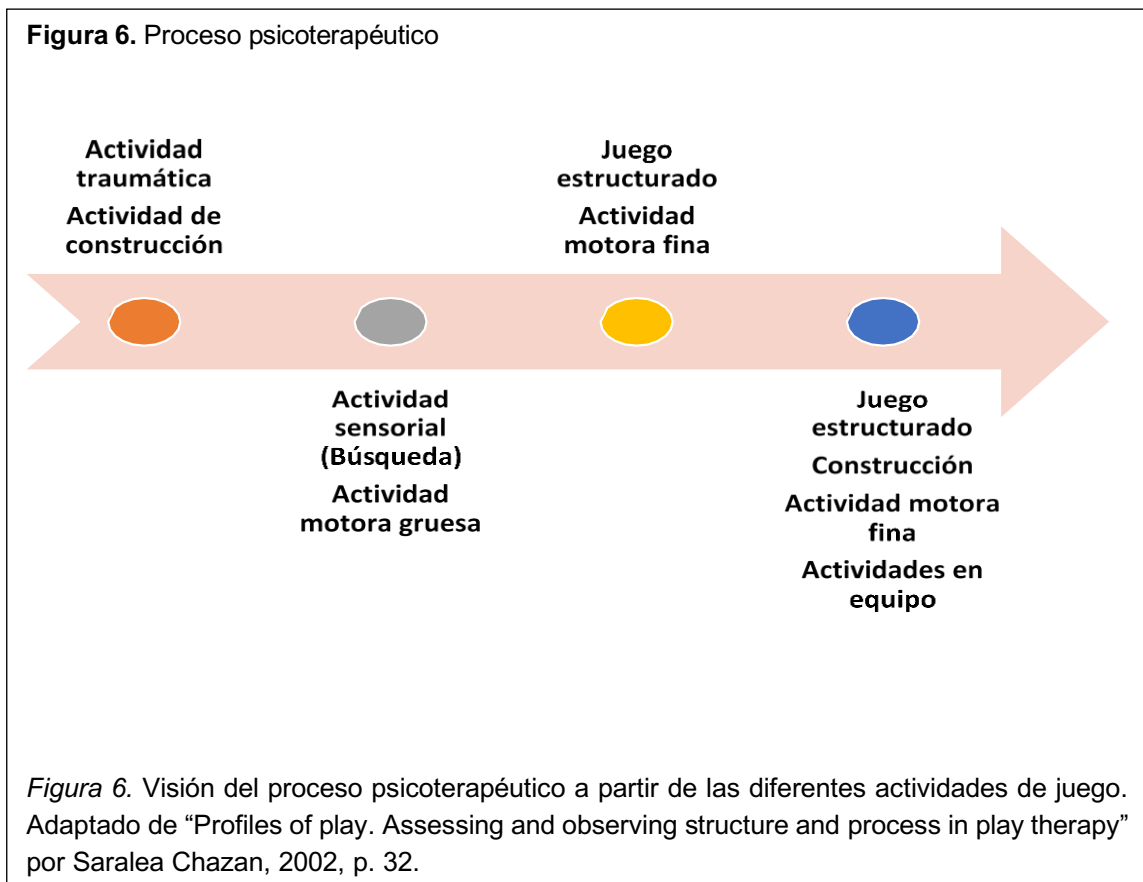 Figura 6. Proceso psicoterapéutico
Actividad
traumática
Actividad de
construcción
Actividad
sensorial
(Búsqueda)
Actividad
motora gruesa
Juego
estructurado
Actividad
motora fina
Juego
estructurado
Construcción
Actividad motora
fina
Actividades en
equipo
Figura 6. Visión del proceso psicoterapéutico a partir de las diferentes actividades de juego.
Adaptado de “Profiles of play. Assessing and observing structure and process in play therapy”
por Saralea Chazan, 2002, p. 32.